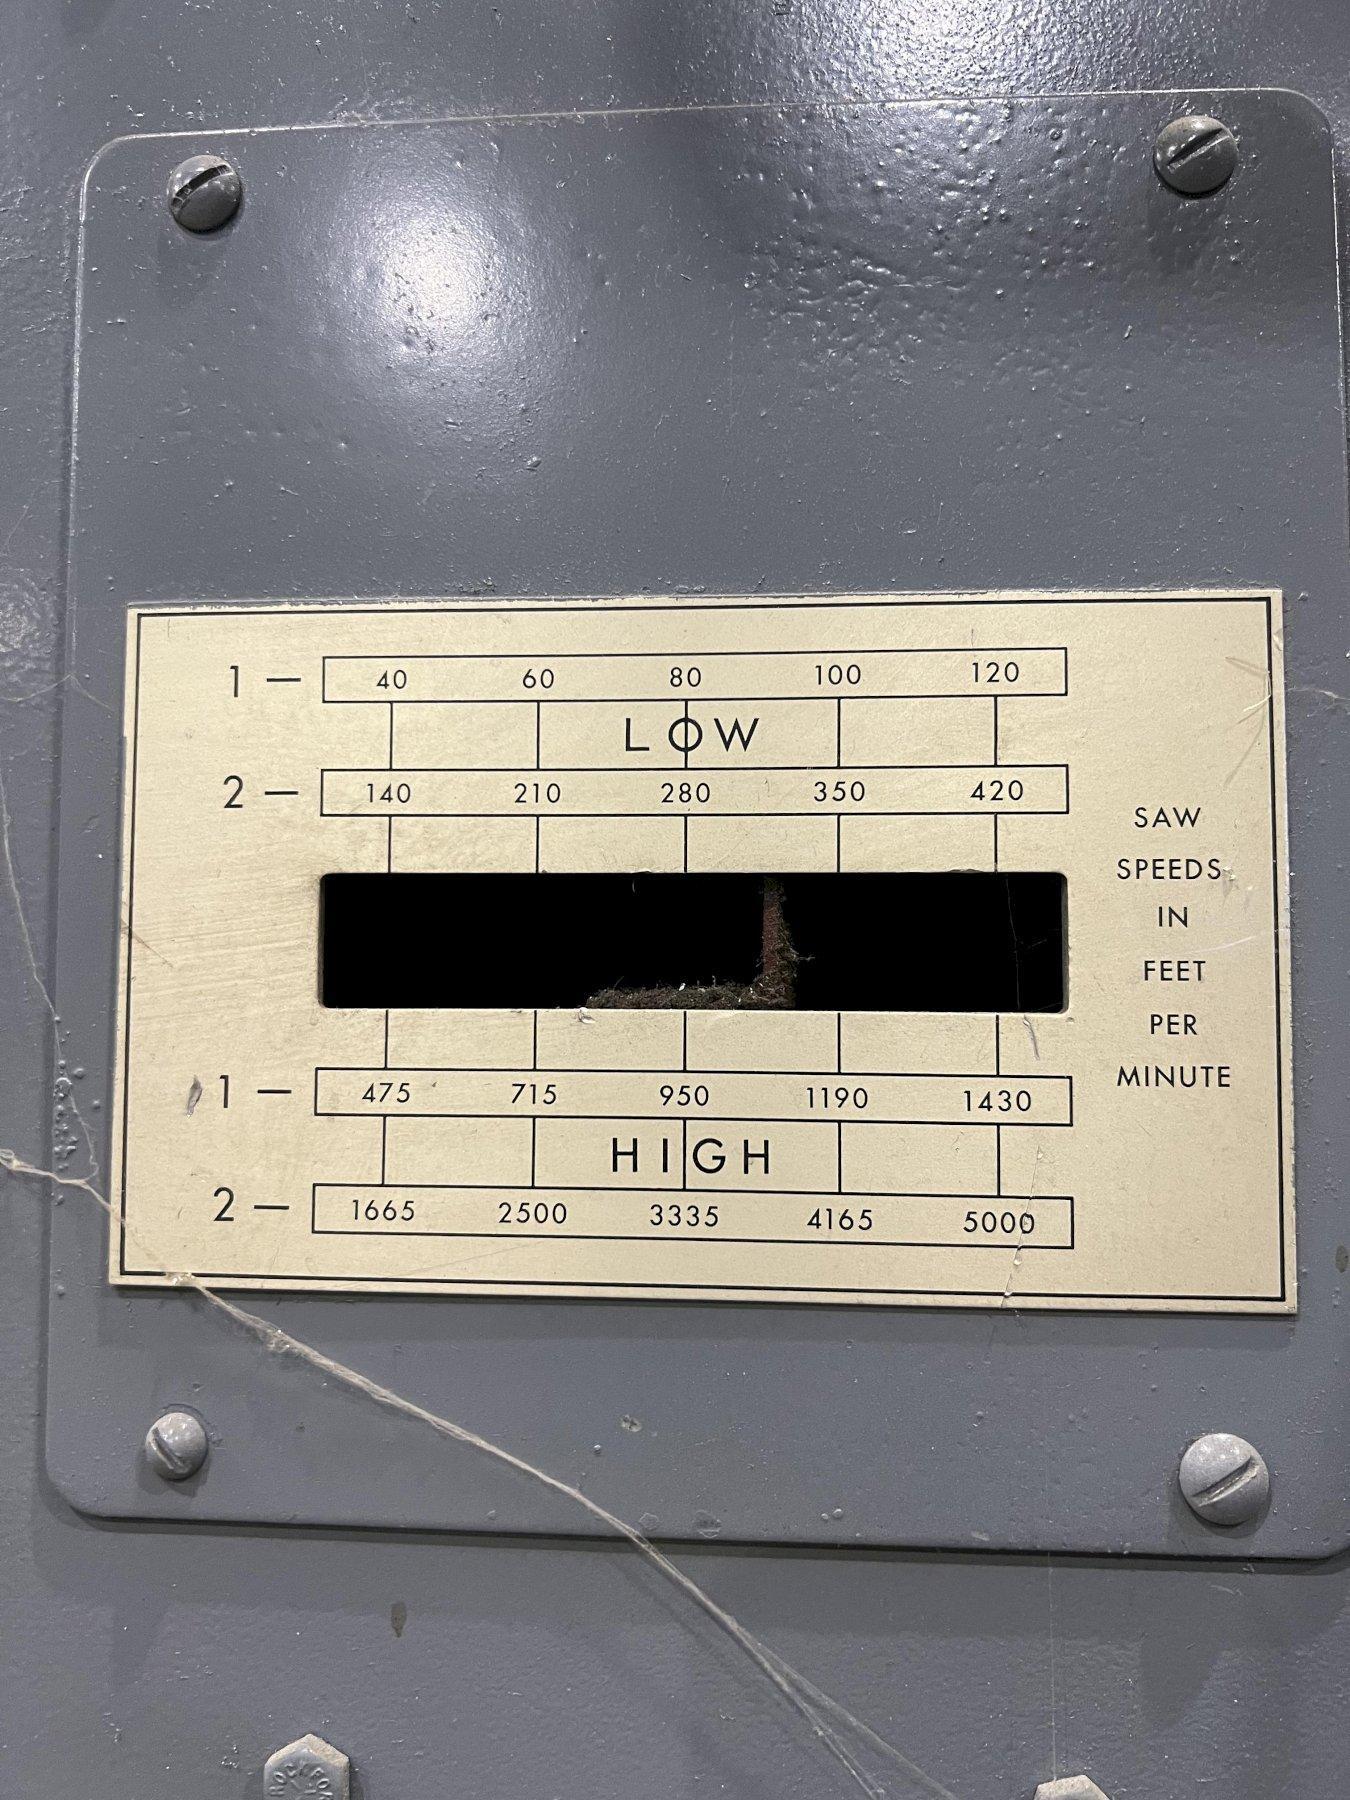 1 — 40 60 80 100 120
LOW
2 — 140 210 280 350 420
SAW
SPEEDS
IN
FEET
PER
MINUTE
1 — 475 715 950 1190 1430
HIGH
2 — 1665 2500 3335 4165 5000